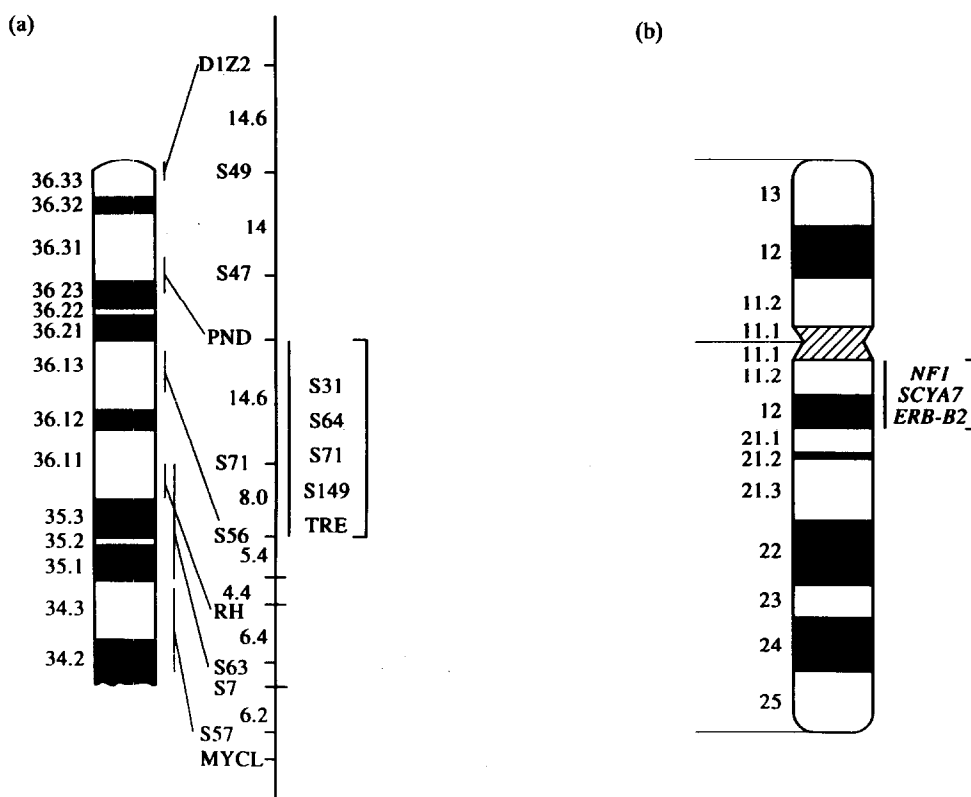 (a)
D1Z2
14.6
S49
14
S47
PND
14.6
S71
8.0
S56
5.4
4.4
RH
6.4
S63
S7
6.2
S57
MYCL
36.33
36.32
36.31
36 23
36.22
36.21
36.13
36.12
36.11
35.3
35.2
35.1
34.3
34.2
S31
S64
S71
S149
TRE
(b)
13
12
11.2
11.1
11.1
11.2
12
21.1
21.2
21.3
22
23
24
25
NF1
SCYA7
ERB-B2